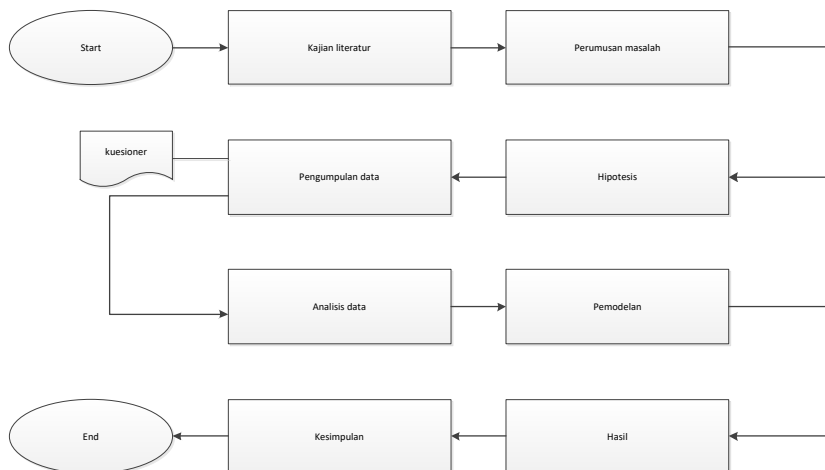 Start
Kajian literatur
Perumusan masalah
kuesioner
Pengumpulan data
Hipotesis
Analisis data
Pemodelan
End
Kesimpulan
Hasil